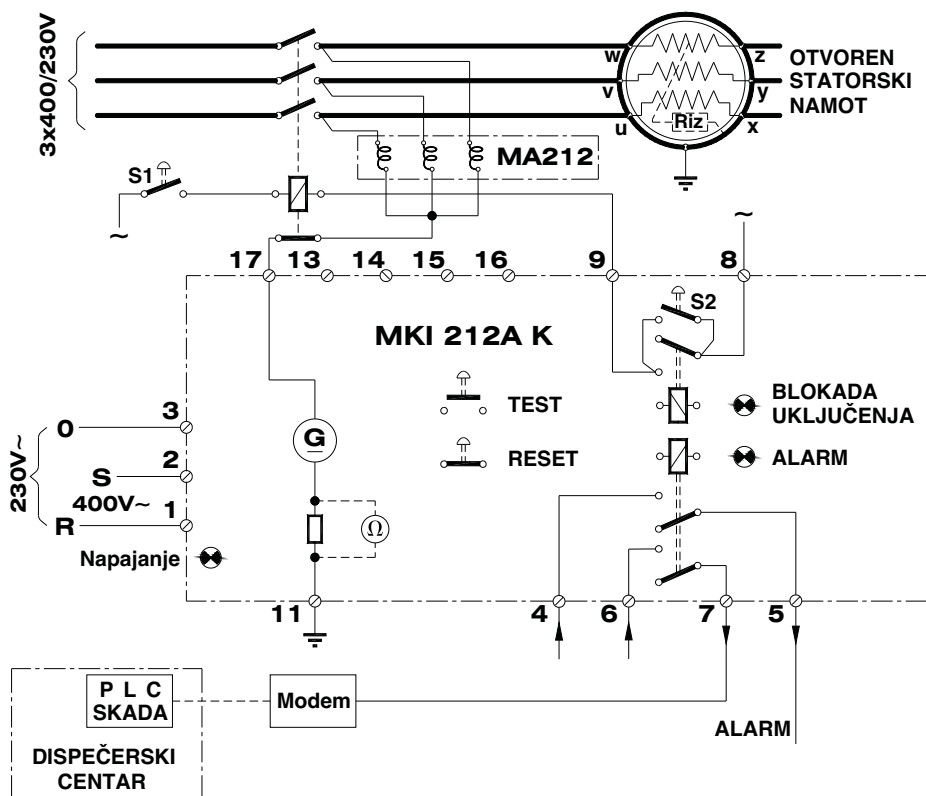 3x400/230V
w
v
u
Riz
z
y
x
OTVOREN
STATORSKI
NAMOT
MA212
S1
~
~
17
13
14
15
16
9
8
S2
MKI 212A K
TEST
RESET
BLOKADA
UKLJUČENJA
ALARM
G
Ω
230V~
0
3
S
2
400V~
R
1
Napajanje
11
4
6
7
5
P L C
SKADA
Modem
DISPEČERSKI
CENTAR
ALARM